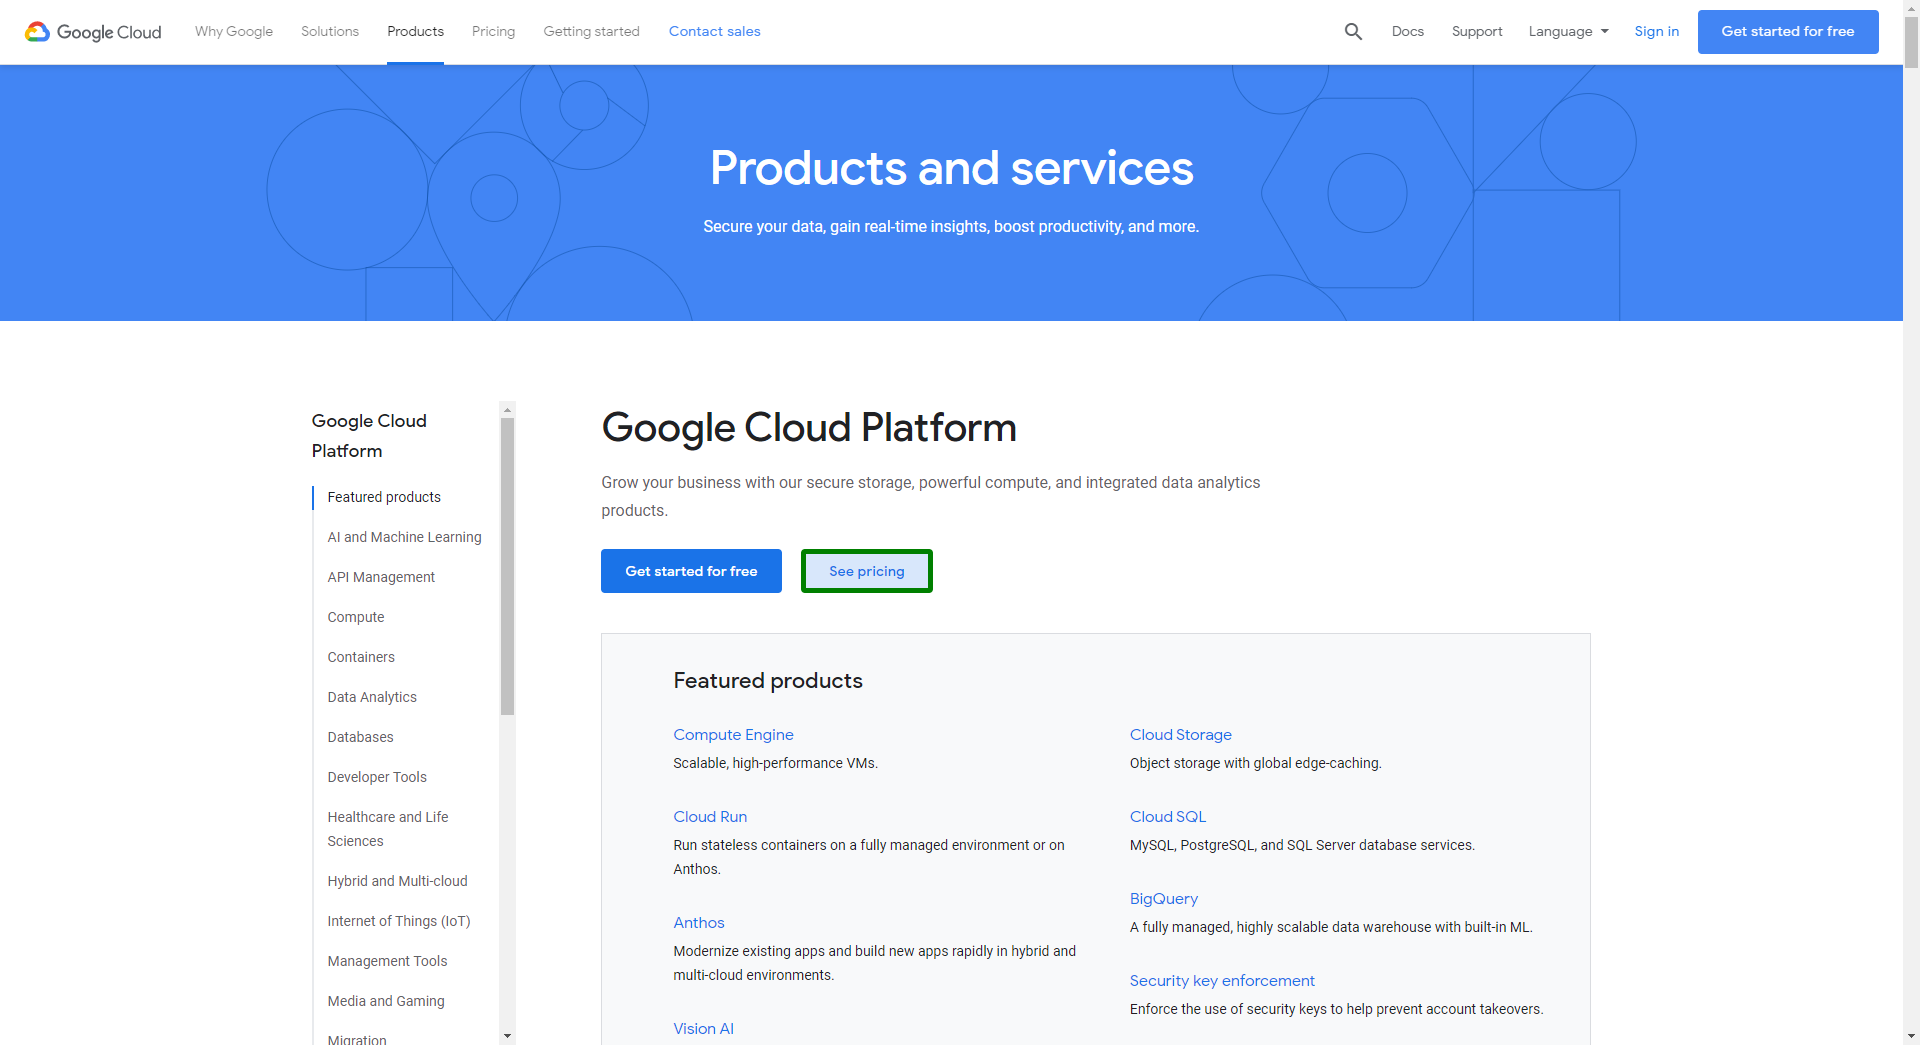 Google Cloud
Why Google
Solutions
Products
Pricing
Getting started
Contact sales
Docs
Support
Language
Sign in
Get started for free
Products and services
Secure your data, gain real-time insights, boost productivity, and more.
Google Cloud
Platform
Featured products
AI and Machine Learning
API Management
Compute
Containers
Data Analytics
Databases
Developer Tools
Healthcare and Life
Sciences
Hybrid and Multi-cloud
Internet of Things (IoT)
Management Tools
Media and Gaming
Migration
Google Cloud Platform
Grow your business with our secure storage, powerful compute, and integrated data analytics
products.
Get started for free
See pricing
Featured products
Compute Engine
Scalable, high-performance VMs.
Cloud Run
Run stateless containers on a fully managed environment or on
Anthos.
Anthos
Modernize existing apps and build new apps rapidly in hybrid and
multi-cloud environments.
Vision AI
Cloud Storage
Object storage with global edge-caching.
Cloud SQL
MySQL, PostgreSQL, and SQL Server database services.
BigQuery
A fully managed, highly scalable data warehouse with built-in ML.
Security key enforcement
Enforce the use of security keys to help prevent account takeovers.